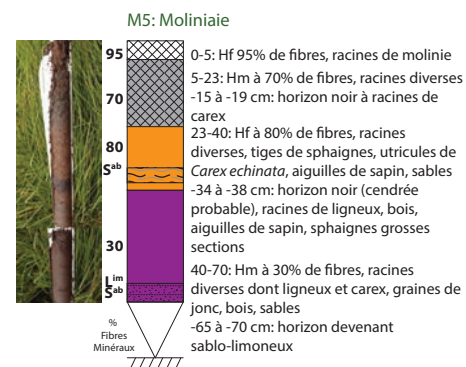 M5: Moliniaie
95
70
80
Sab
30
Lim
Sab
%
Fibres
Minéraux
0-5: Hf 95% de fibres, racines de molinie
5-23: Hm à 70% de fibres, racines diverses
-15 à -19 cm: horizon noir à racines de
carex
23-40: Hf à 80% de fibres, racines
diverses, tiges de sphaignes, utricules de
Carex echinata, aiguilles de sapin, sables
-34 à -38 cm: horizon noir (cendrée
probable), racines de ligneux, bois,
aiguilles de sapin, sphaignes grosses
sections
40-70: Hm à 30% de fibres, racines
diverses dont ligneux et carex, graines de
jonc, bois, sables
-65 à -70 cm: horizon devenant
sablo-limoneux